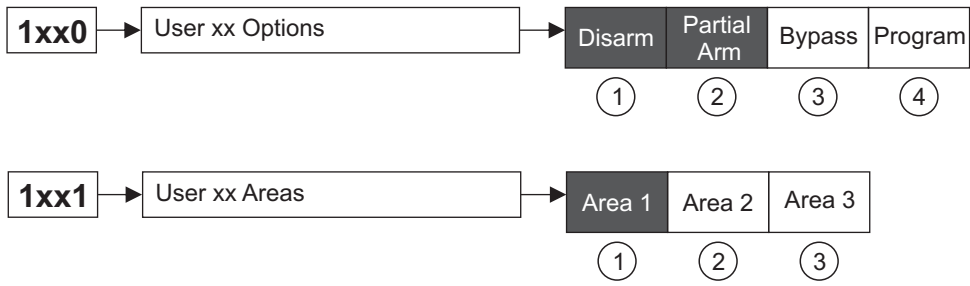 1xx0 User xx Options Disarm Partial Arm Bypass Program
1 2 3 4
1xx1 User xx Areas Area 1 Area 2 Area 3
1 2 3